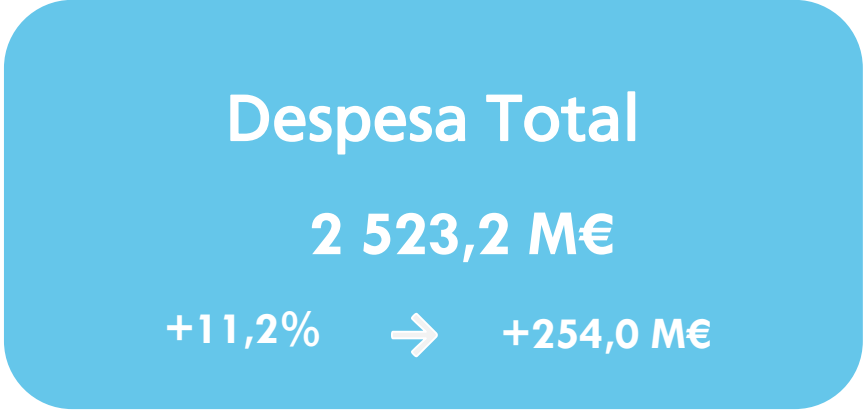 Despesa Total
2 523,2 M€
+11,2% → +254,0 M€